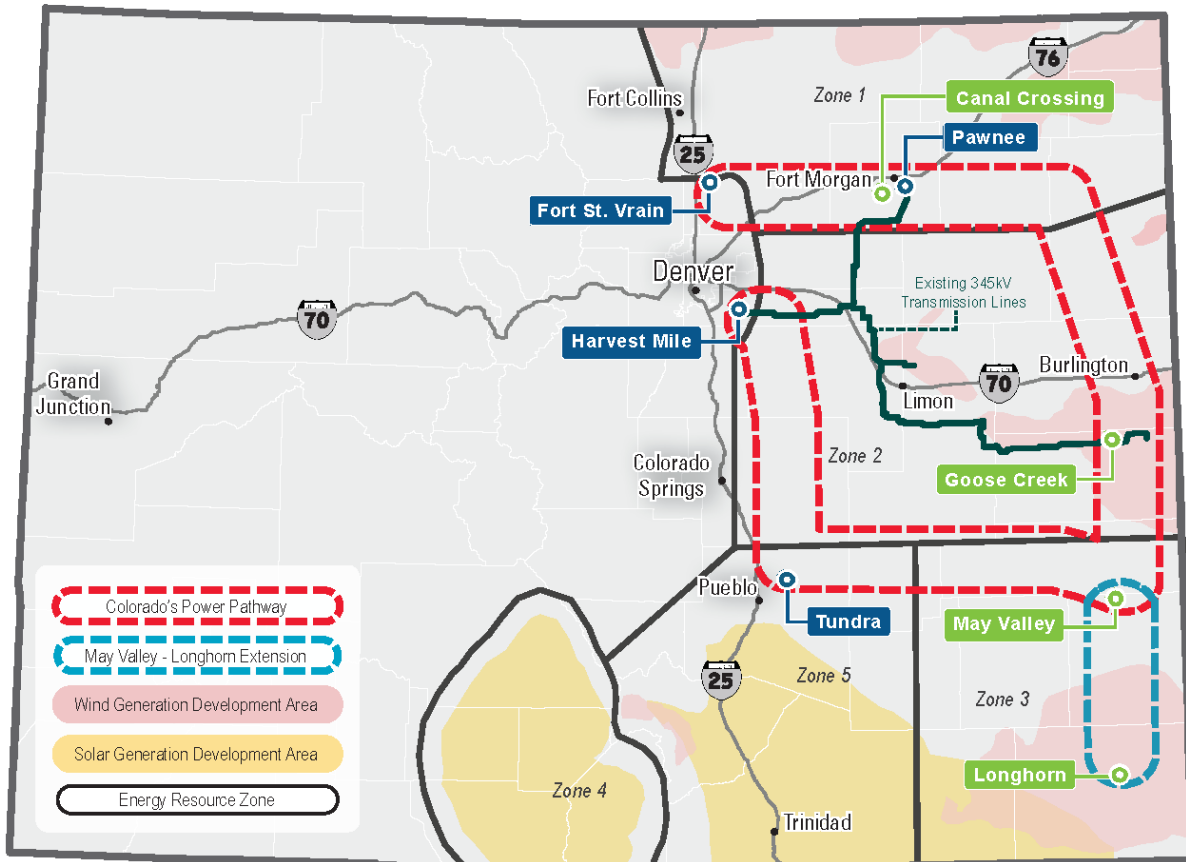 76
Fort Collins
Zone 1
Canal Crossing
25
Pawnee
Fort Morgan
Fort St. Vrain
Denver
Existing 345kV
Transmission Lines
70
Harvest Mile
Burlington
Grand
Junction
70
Limon
Colorado
Springs
Zone 2
Goose Creek
Pueblo
Tundra
May Valley
Colorado's Power Pathway
May Valley - Longhorn Extension
Wind Generation Development Area
Solar Generation Development Area
Energy Resource Zone
25
Zone 5
Zone 3
Zone 4
Longhorn
Trinidad